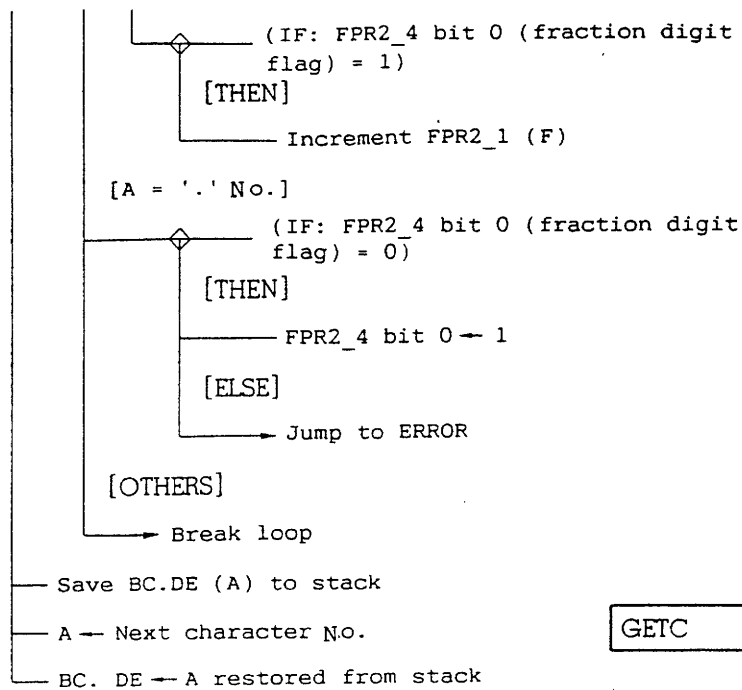 (IF: FPR2_4 bit 0 (fraction digit
flag) = 1)
[THEN]
Increment FPR2_1 (F)
[A = '.' No.]
(IF: FPR2_4 bit 0 (fraction digit
flag) = 0)
[THEN]
FPR2_4 bit 0 ← 1
[ELSE]
Jump to ERROR
[OTHERS]
Break loop
Save BC.DE (A) to stack
A ← Next character No.
GETC
BC. DE ← A restored from stack